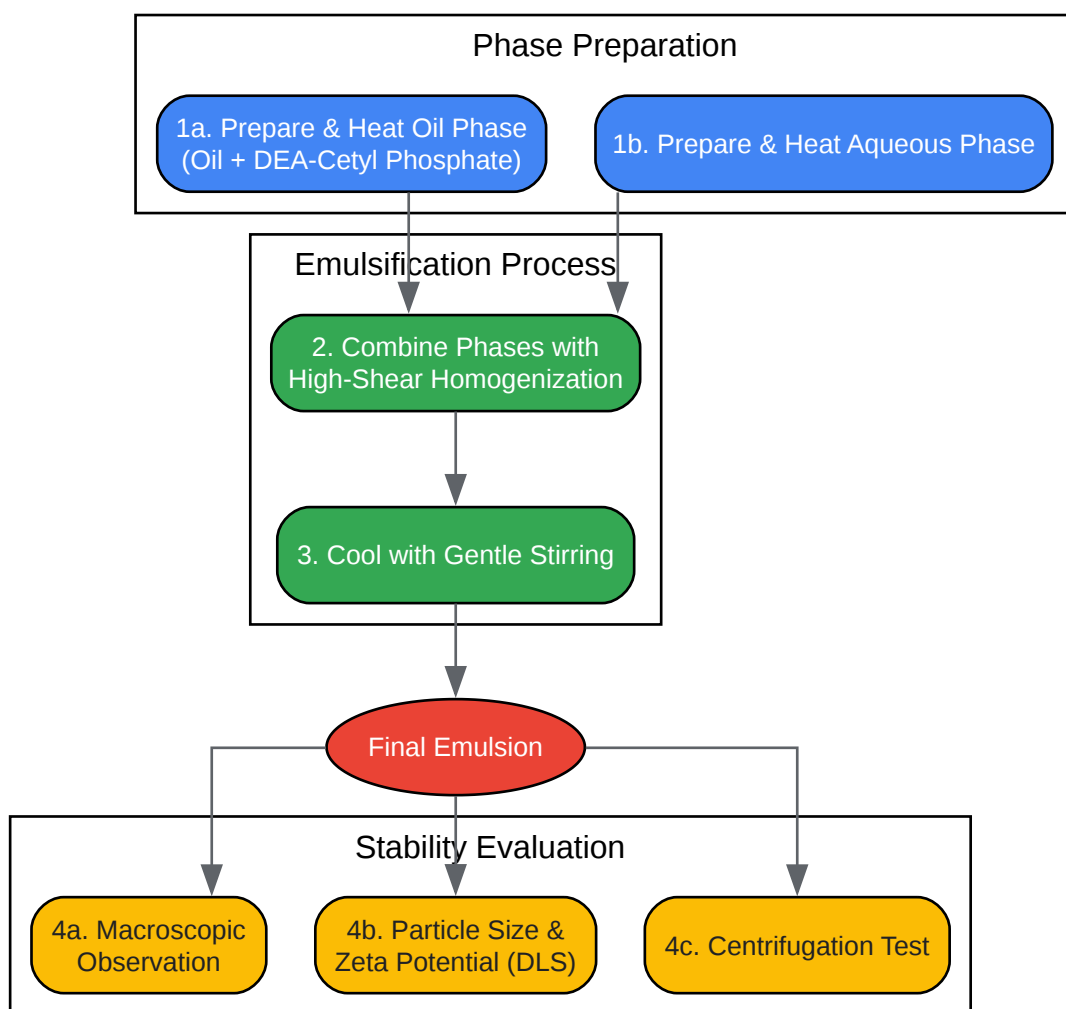 Phase Preparation
1a. Prepare & Heat Oil Phase
(Oil + DEA-Cetyl Phosphate)
1b. Prepare & Heat Aqueous Phase
Emulsification Process
2. Combine Phases with
High-Shear Homogenization
3. Cool with Gentle Stirring
Final Emulsion
Stability Evaluation
4a. Macroscopic
Observation
4b. Particle Size &
Zeta Potential (DLS)
4c. Centrifugation Test